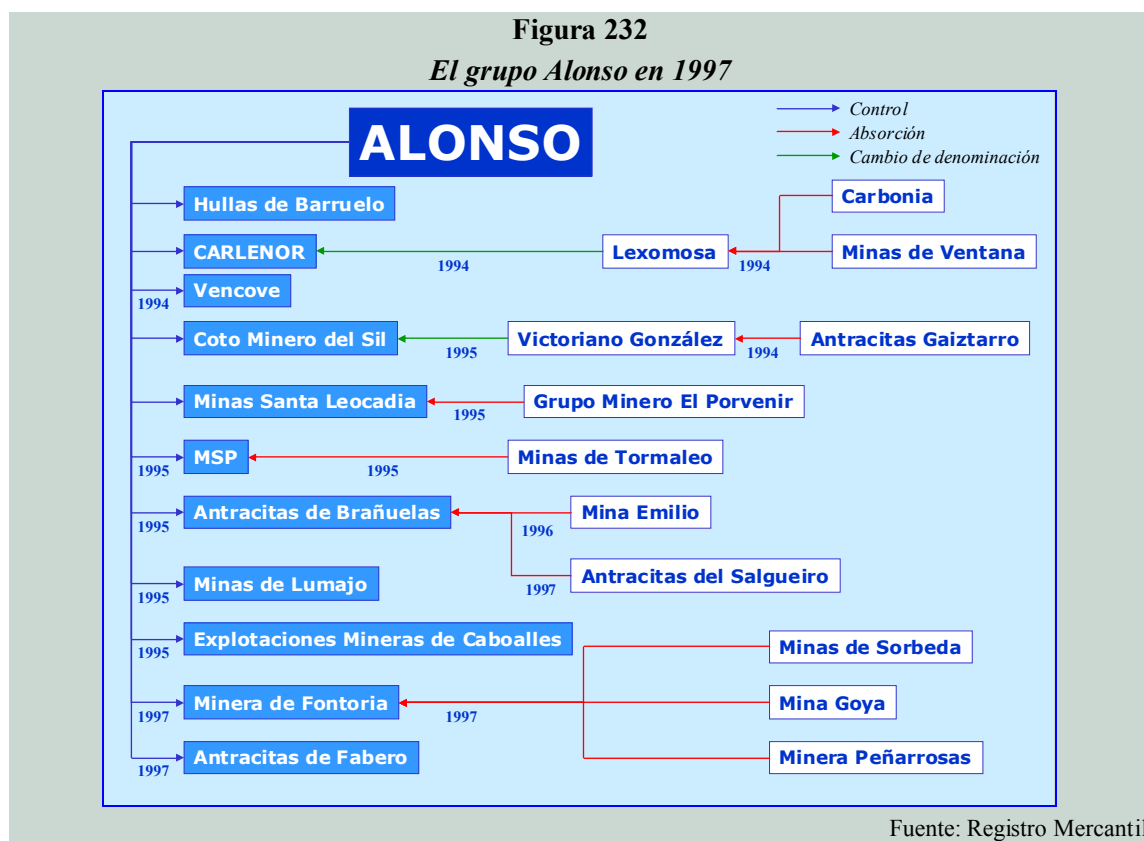 Figura 232
El grupo Alonso en 1997
ALONSO
Control
Absorción
Cambio de denominación
Hullas de Barruelo
Carbonia
CARLENOR
1994
Lexomosa
1994
Minas de Ventana
1994
Vencove
Coto Minero del Sil
1995
Victoriano González
1994
Antracitas Gaiztarro
Minas Santa Leocadia
1995
Grupo Minero El Porvenir
1995
MSP
1995
Minas de Tormaleo
1995
Antracitas de Brañuelas
1996
Mina Emilio
1997
Antracitas del Salgueiro
1995
Minas de Lumajo
1995
Explotaciones Mineras de Caboalles
Minas de Sorbeda
1997
Minera de Fontoria
1997
Mina Goya
1997
Antracitas de Fabero
Minera Peñarrosas
Fuente: Registro Mercantil